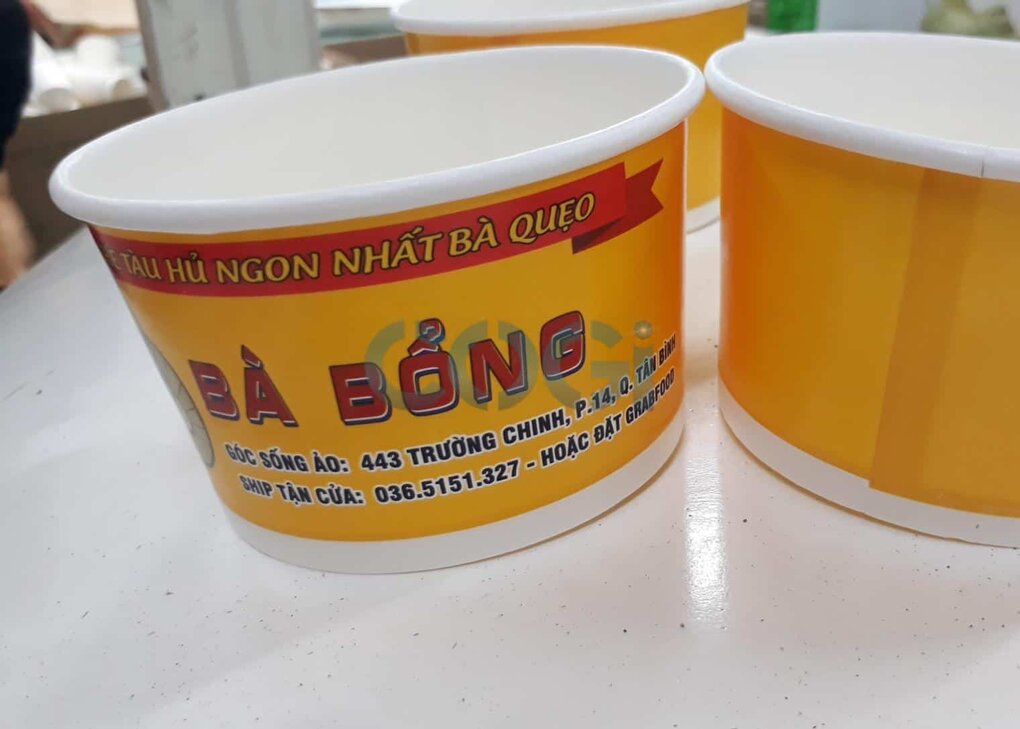 TÀU HỦ NGON NHẤT BÀ QUẸO
BÀ BỔNG
GÓC SỐNG ẢO: 443 TRƯỜNG CHINH, P.14, Q. TÂN BÌNH
SHIP TẬN CỬA: 036.5151.327 - HOẶC ĐẶT GRABFOOD